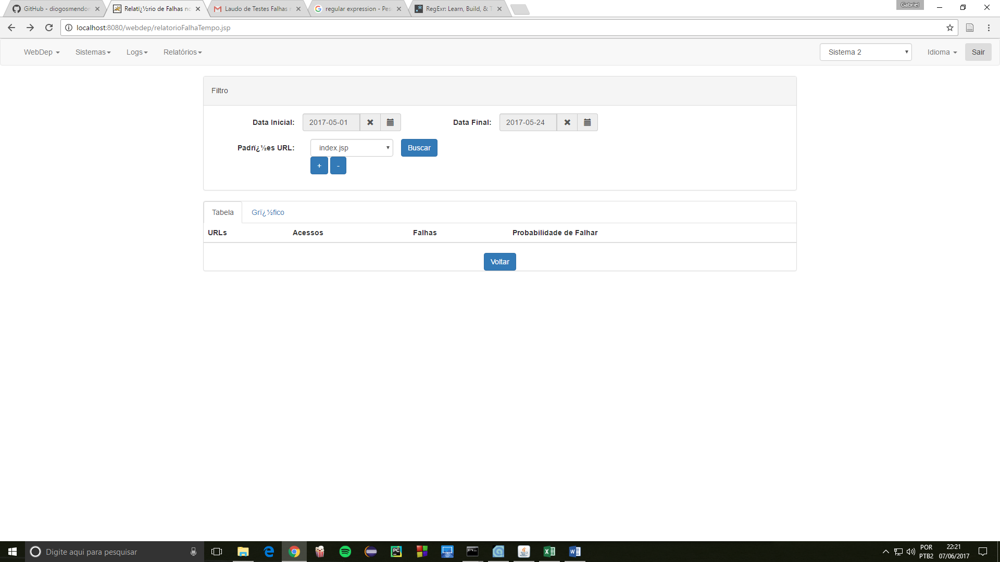 GitHub - diogosmendor
Relatï¿½rio de Falhas no
Laudo de Testes Falhas n
regular expression - Pes
RegExr: Learn, Build, & T
Gabriel
localhost:8080/webdep/relatorioFalhaTempo.jsp
WebDep Sistemas Logs Relatórios Sistema 2 Idioma Sair
Filtro
Data Inicial: 2017-05-01 Data Final: 2017-05-24
Padrï¿½es URL: index.jsp Buscar
+ -
Tabela Grï¿½fico
URLs Acessos Falhas Probabilidade de Falhar
Voltar
Digite aqui para pesquisar
POR
PTB2
22:21
07/06/2017